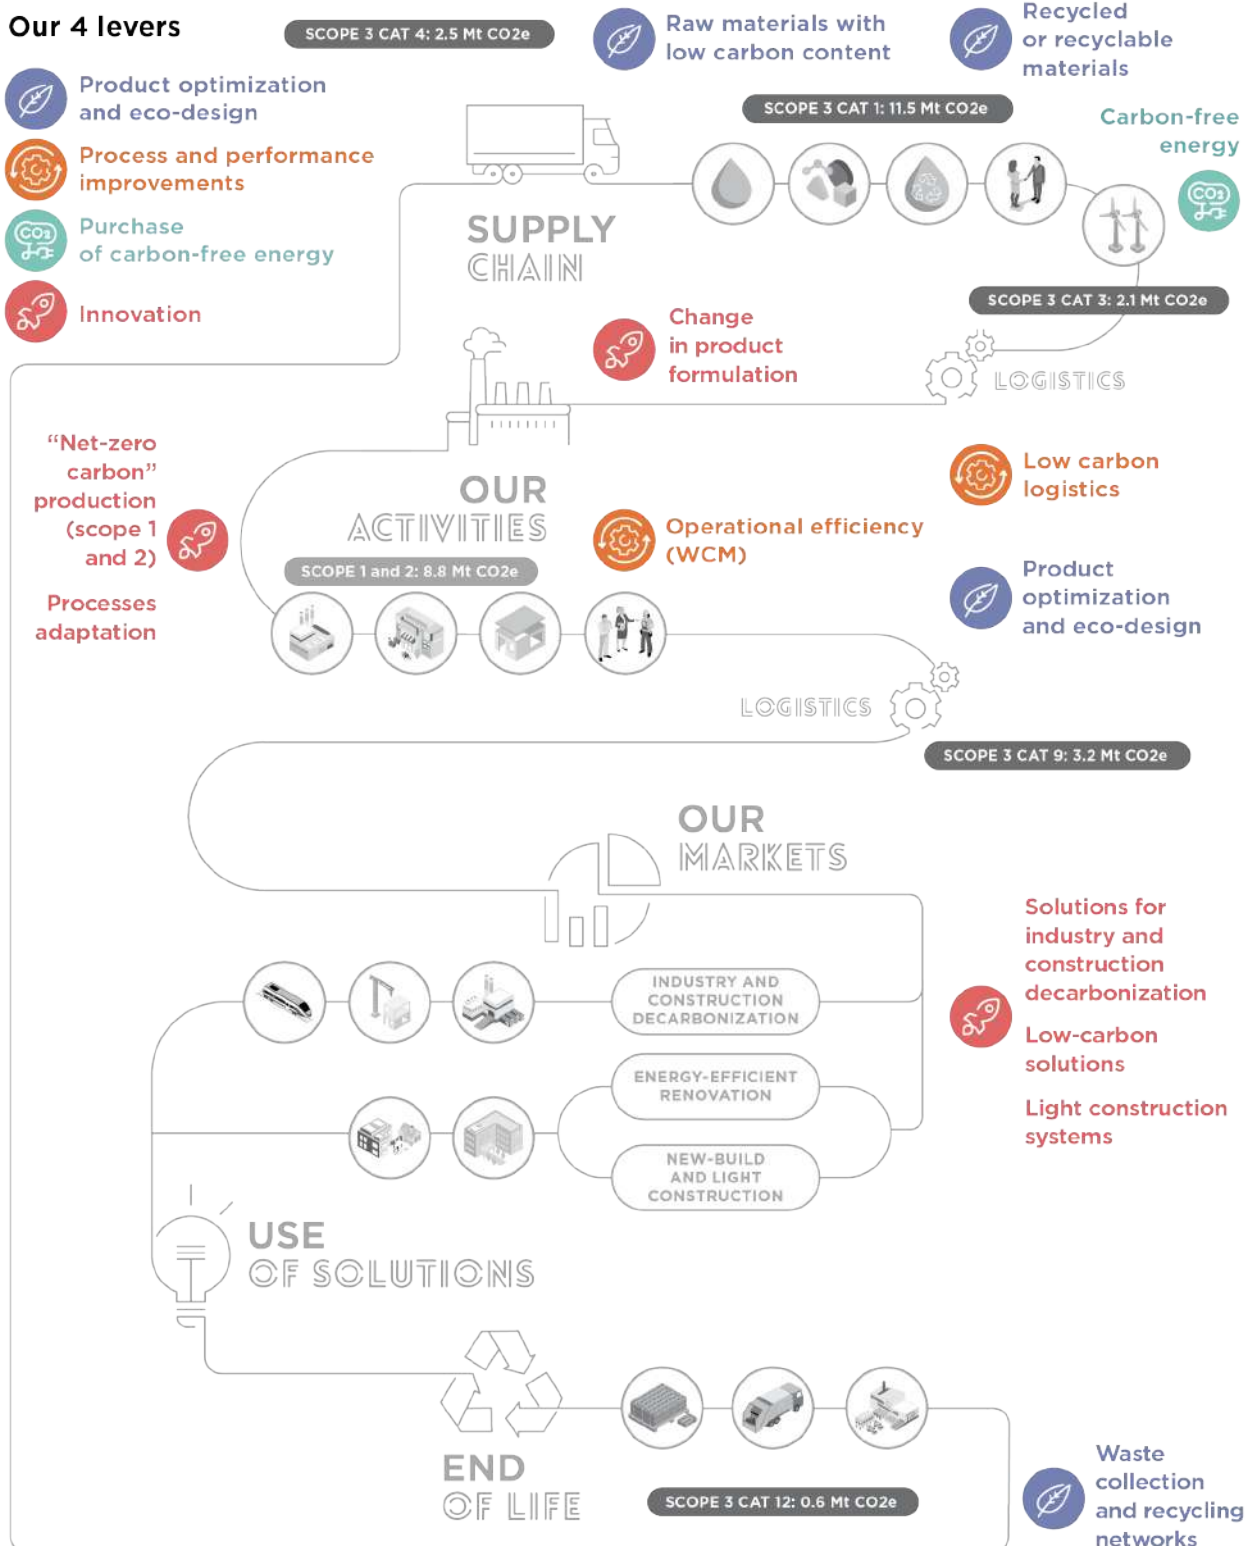 Our 4 levers
Product optimization
and eco-design
Process and performance
improvements
CO2
Purchase
of carbon-free energy
Innovation
SCOPE 3 CAT 4: 2.5 Mt CO2e
Raw materials with
low carbon content
Recycled
or recyclable
materials
SCOPE 3 CAT 1: 11.5 Mt CO2e
Carbon-free
energy
CO2
SUPPLY
CHAIN
SCOPE 3 CAT 3: 2.1 Mt CO2e
Change
in product
formulation
LOGISTICS
“Net-zero
carbon”
production
(scope 1
and 2)
Processes
adaptation
OUR
ACTIVITIES
Low carbon
logistics
Operational efficiency
(WCM)
SCOPE 1 and 2: 8.8 Mt CO2e
Product
optimization
and eco-design
LOGISTICS
SCOPE 3 CAT 9: 3.2 Mt CO2e
OUR
MARKETS
INDUSTRY AND
CONSTRUCTION
DECARBONIZATION
ENERGY-EFFICIENT
RENOVATION
NEW-BUILD
AND LIGHT
CONSTRUCTION
Solutions for
industry and
construction
decarbonization
Low-carbon
solutions
Light construction
systems
USE
OF SOLUTIONS
END
OF LIFE
SCOPE 3 CAT 12: 0.6 Mt CO2e
Waste
collection
and recycling
networks